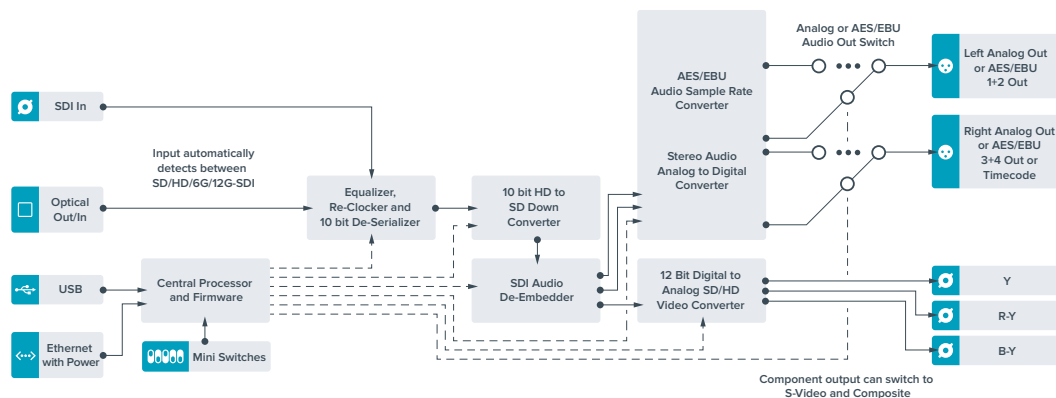 Analog or AES/EBU
Audio Out Switch
Left Analog Out
or AES/EBU
1+2 Out
AES/EBU
Audio Sample Rate
Converter
SDI In
Right Analog Out
or AES/EBU
3+4 Out or
Timecode
Input automatically
detects between
SD/HD/6G/12G-SDI
Stereo Audio
Analog to Digital
Converter
Optical
Out/In
Equalizer,
Re-Clocker and
10 bit De-Serializer
10 bit HD to
SD Down
Converter
USB
Central Processor
and Firmware
SDI Audio
De-Embedder
12 Bit Digital to
Analog SD/HD
Video Converter
Y
R-Y
Ethernet
with Power
Mini Switches
B-Y
Component output can switch to
S-Video and Composite